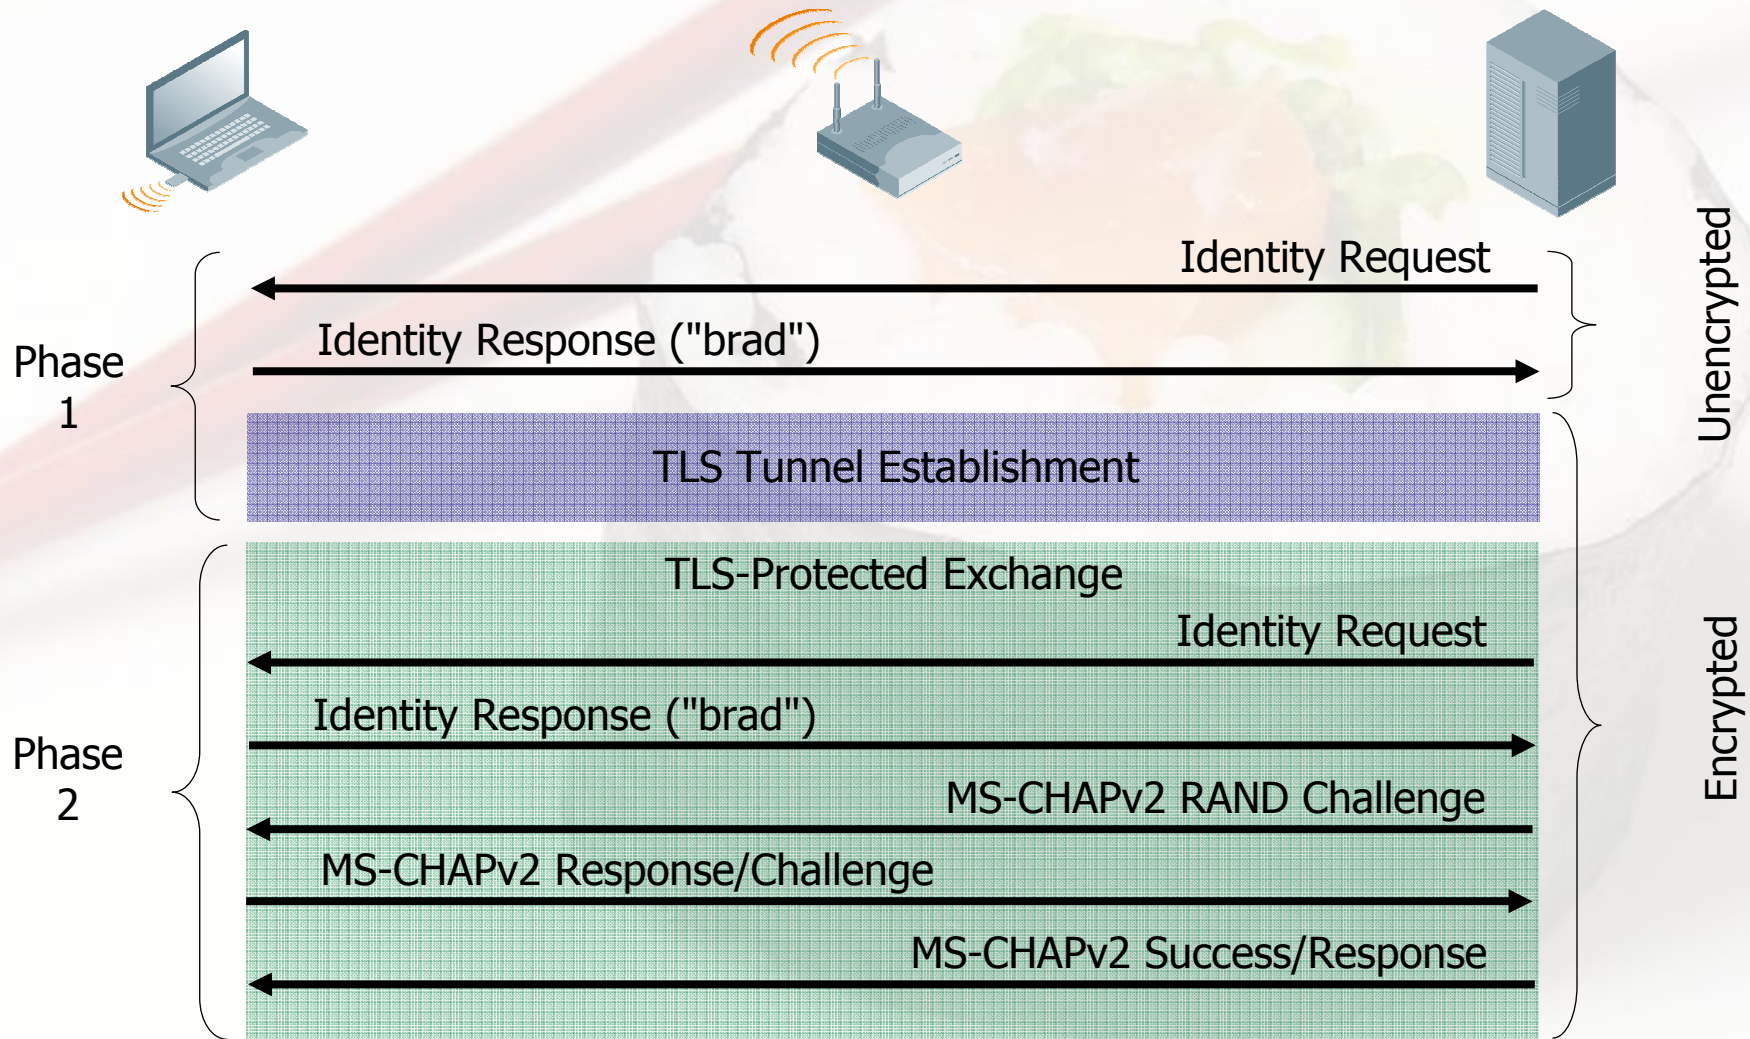 Identity Request
Unencrypted
Identity Response ("brad")
Phase
1
TLS Tunnel Establishment
TLS-Protected Exchange
Identity Request
Encrypted
Identity Response ("brad")
Phase
2
MS-CHAPv2 RAND Challenge
MS-CHAPv2 Response/Challenge
MS-CHAPv2 Success/Response